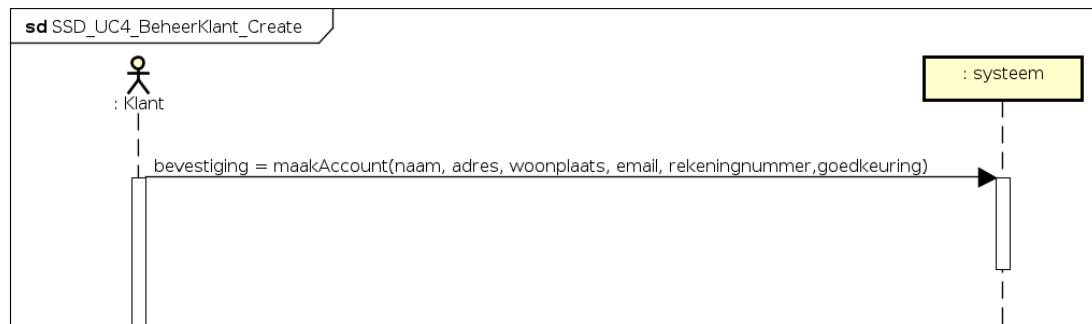 sd SSD_UC4_BeheerKlant_Create
: Klant
: systeem
bevestiging = maakAccount(naam, adres, woonplaats, email, rekeningnummer,goedkeuring)